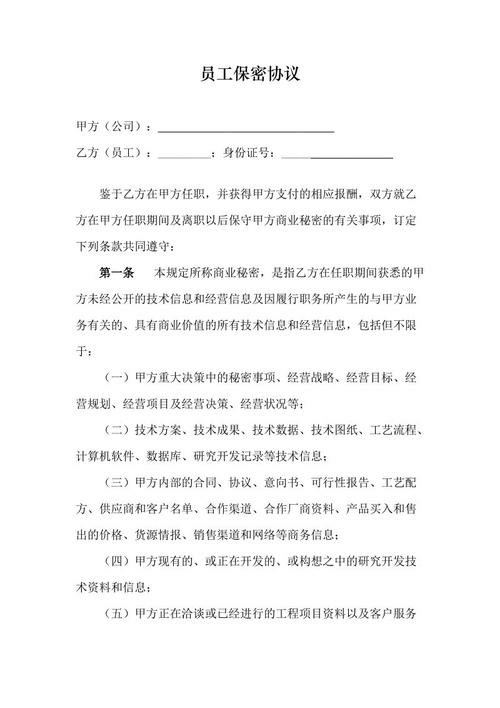 员工保密协议
甲方（公司）：
乙方（员工）：_________；身份证号：
鉴于乙方在甲方任职，并获得甲方支付的相应报酬，双方就乙
方在甲方任职期间及离职以后保守甲方商业秘密的有关事项，订定
下列条款共同遵守：
第一条 本规定所称商业秘密，是指乙方在任职期间获悉的甲
方未经公开的技术信息和经营信息及因履行职务所产生的与甲方业
务有关的、具有商业价值的所有技术信息和经营信息，包括但不限
于：
（一）甲方重大决策中的秘密事项、经营战略、经营目标、经
营规划、经营项目及经营决策、经营状况等；
（二）技术方案、技术成果、技术数据、技术图纸、工艺流程、
计算机软件、数据库、研究开发记录等技术信息；
（三）甲方内部的合同、协议、意向书、可行性报告、工艺配
方、供应商和客户名单、合作渠道、合作厂商资料、产品买入和售
出的价格、货源情报、销售渠道和网络等商务信息；
（四）甲方现有的、或正在开发的、或构想之中的研究开发技
术资料和信息；
（五）甲方正在洽谈或已经进行的工程项目资料以及客户服务